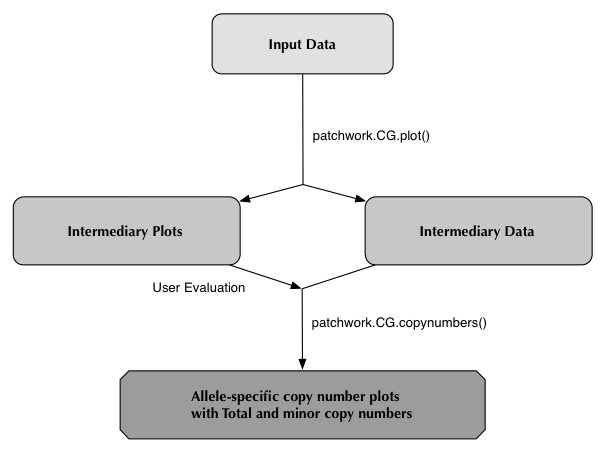 Input Data
patchwork.CG.plot()
Intermediary Plots
Intermediary Data
User Evaluation
patchwork.CG.copynumbers()
Allele-specific copy number plots
with Total and minor copy numbers